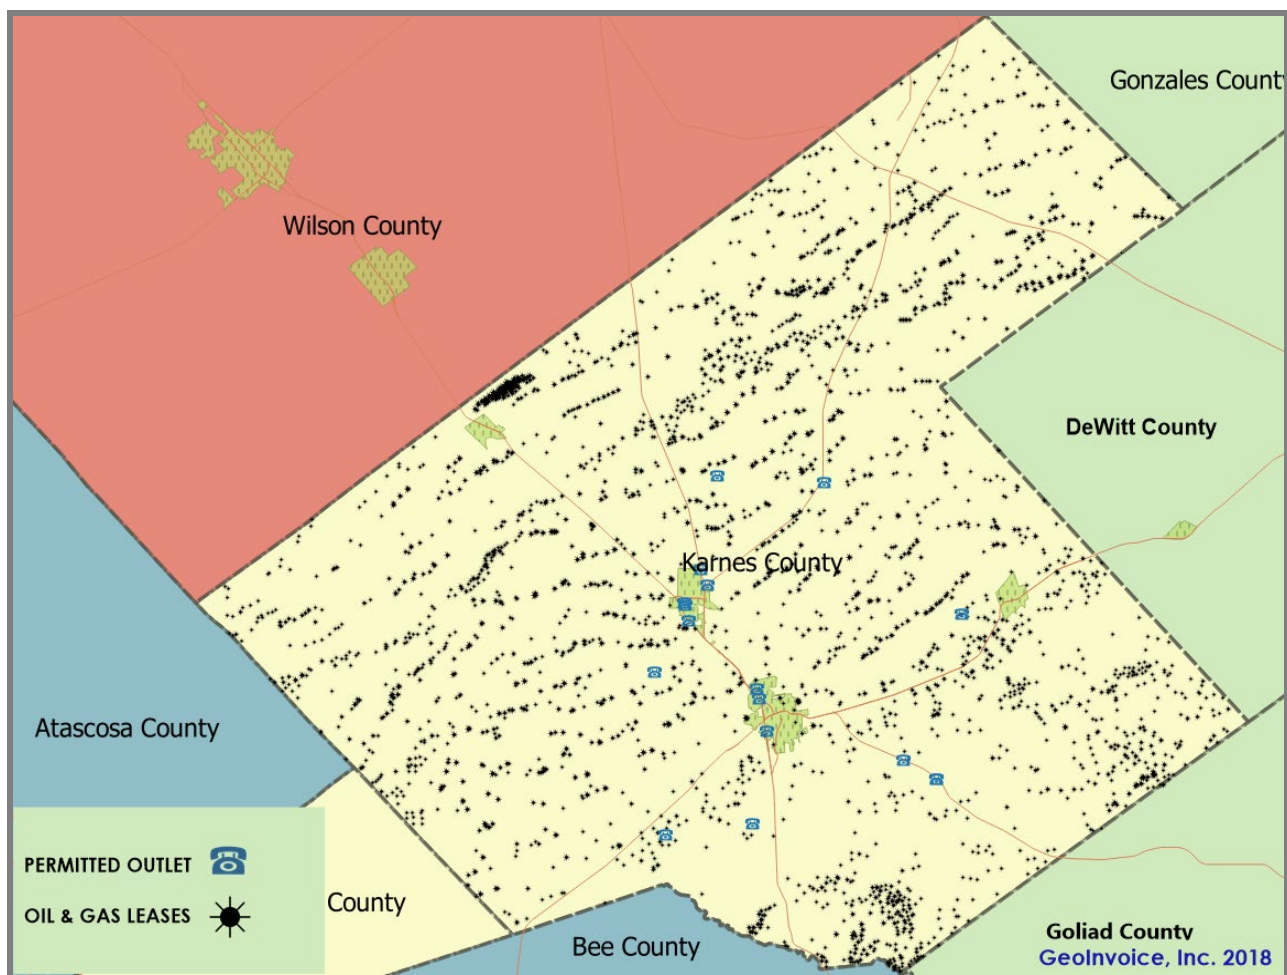 Gonzales Count
Wilson County
DeWitt County
Karnes County
Atascosa County
PERMITTED OUTLET
OIL & GAS LEASES
County
Bee County
Goliad County
GeoInvoice, Inc. 2018